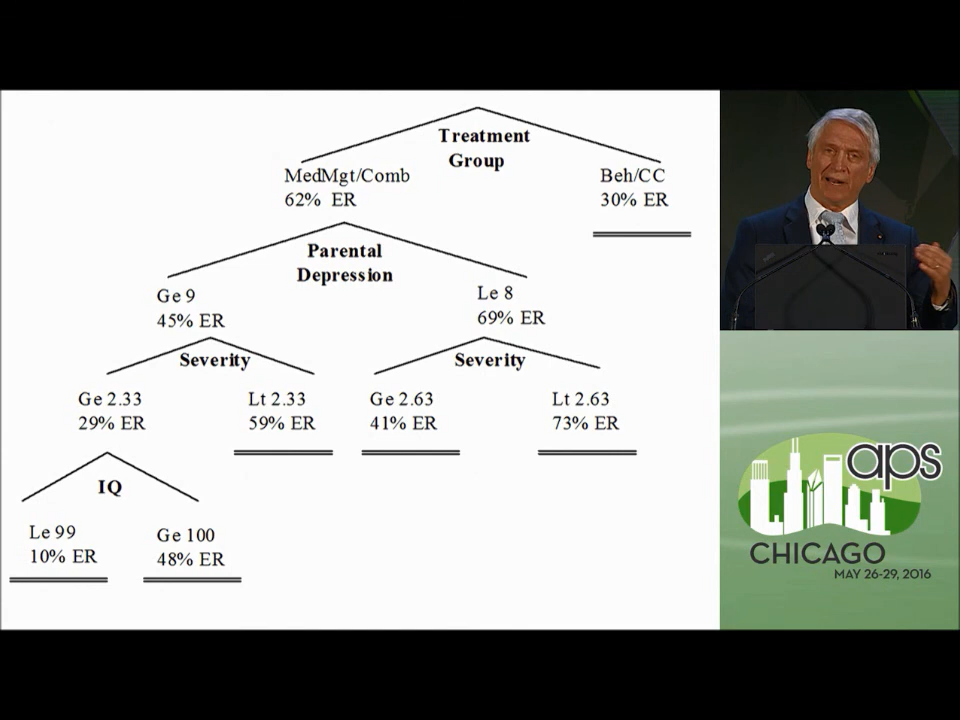 Treatment
Group
MedMgt/Comb
62% ER
Beh/CC
30% ER
Parental
Depression
Ge 9
45% ER
Le 8
69% ER
Severity
Severity
Ge 2.33
29% ER
Lt 2.33
59% ER
Ge 2.63
41% ER
Lt 2.63
73% ER
IQ
Le 99
10% ER
Ge 100
48% ER
aps
CHICAGO
MAY 26-29, 2016